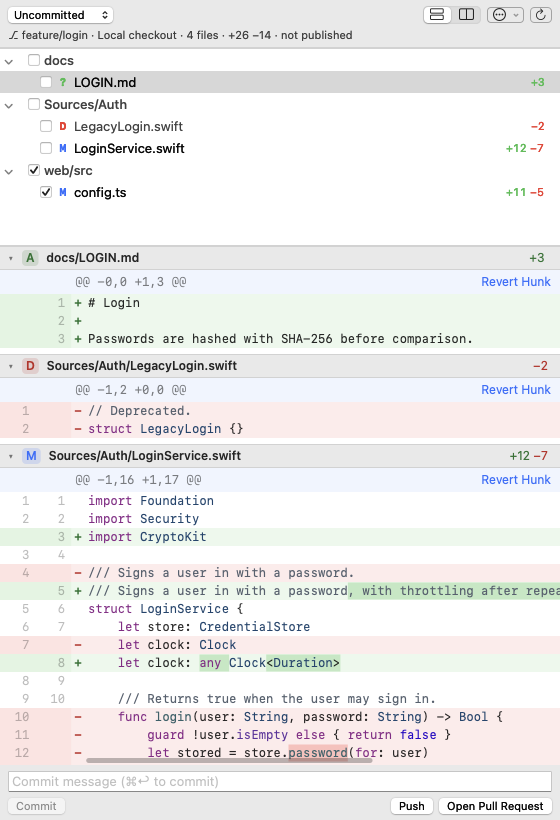 Uncommitted
feature/login · Local checkout · 4 files · +26 −14 · not published
docs
? LOGIN.md +3
Sources/Auth
D LegacyLogin.swift −2
M LoginService.swift +12 −7
web/src
M config.ts +11 −5
A docs/LOGIN.md +3
@@ −0,0 +1,3 @@ Revert Hunk
1 + # Login
2 +
3 + Passwords are hashed with SHA-256 before comparison.
D Sources/Auth/LegacyLogin.swift −2
@@ −1,2 +0,0 @@ Revert Hunk
1 − // Deprecated.
2 − struct LegacyLogin {}
M Sources/Auth/LoginService.swift +12 −7
@@ −1,16 +1,17 @@ Revert Hunk
1 1 import Foundation
2 2 import Security
3 + import CryptoKit
3 4
4 − /// Signs a user in with a password.
5 + /// Signs a user in with a password, with throttling after repea
5 6 struct LoginService {
6 7 let store: CredentialStore
7 − let clock: Clock
8 + let clock: any Clock<Duration>
8 9
9 10 /// Returns true when the user may sign in.
10 − func login(user: String, password: String) −> Bool {
11 − guard !user.isEmpty else { return false }
12 − let stored = store.password(for: user)
Commit message (⌘↩ to commit)
Commit Push Open Pull Request